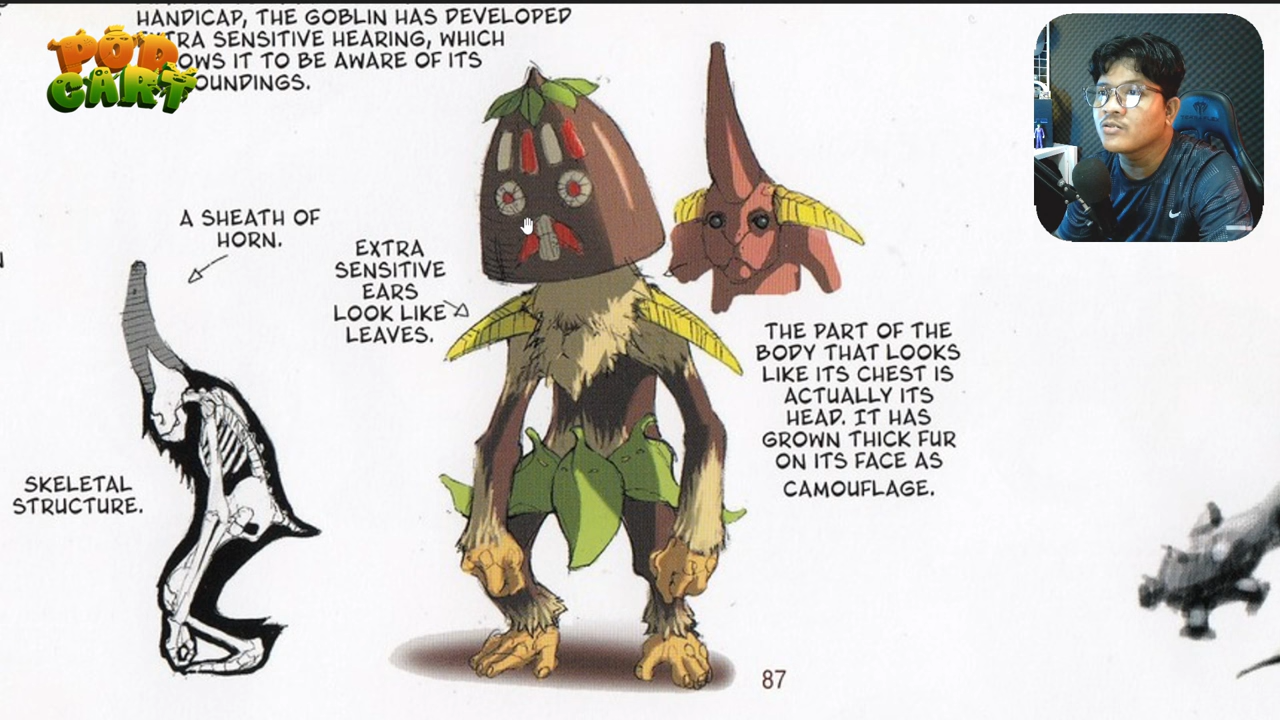 HANDICAP, THE GOBLIN HAS DEVELOPED
SENSITIVE HEARING, WHICH
IT TO BE AWARE OF ITS
POD
CART
A SHEATH OF
HORN.
EXTRA
SENSITIVE
EARS
LOOK LIKE
LEAVES.
SKELETAL
STRUCTURE.
THE PART OF THE
BODY THAT LOOKS
LIKE ITS CHEST IS
ACTUALLY ITS
HEAD. IT HAS
GROWN THICK FUR
ON ITS FACE AS
CAMOUFLAGE.
87